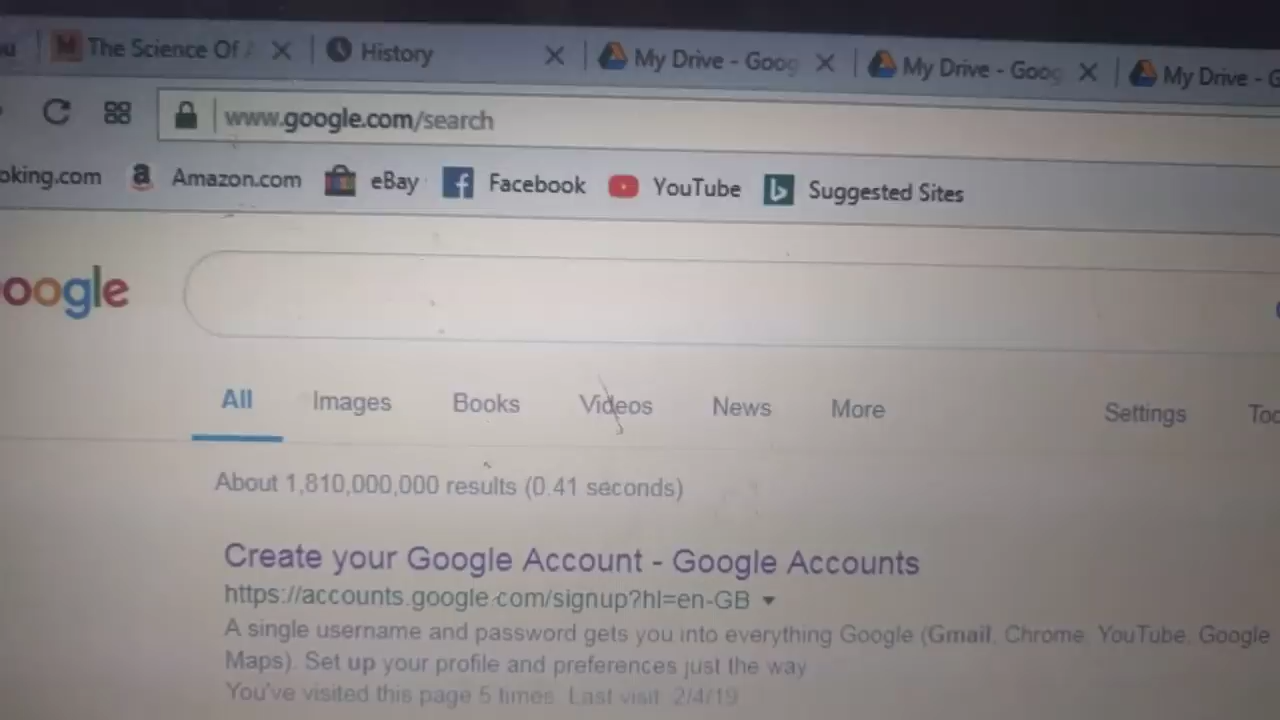 The Science Of History My Drive - Goog My Drive - Goog My Drive -
www.google.com/search
oking.com Amazon.com eBay Facebook YouTube Suggested Sites
oogle
All Images Books Videos News More Settings
About 1,810,000,000 results (0.41 seconds)
Create your Google Account - Google Accounts
https://accounts.google.com/signup?hl=en-GB
A single username and password gets you into everything Google (Gmail, Chrome, YouTube, Google
Maps). Set up your profile and preferences just the way
You've visited this page 5 times. Last visit: 2/4/19